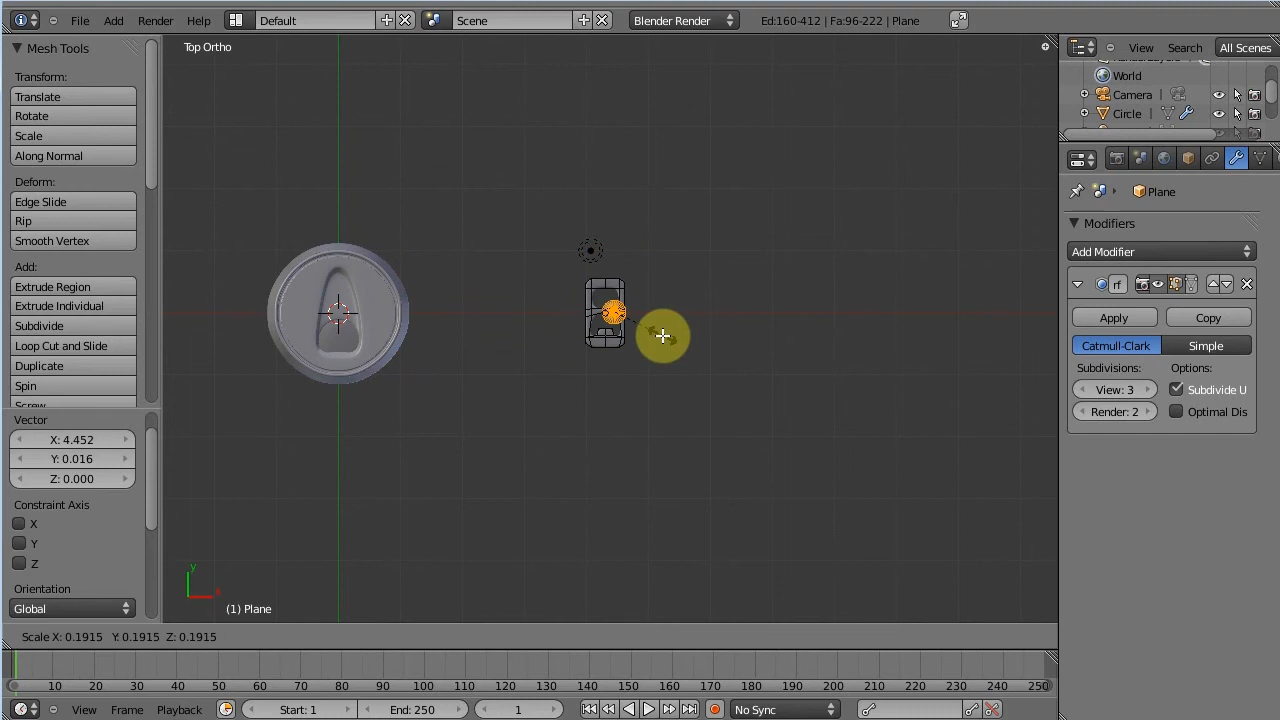 File Add Render Help Default Scene Blender Render Ed:160-412 | Fa:96-222 | Plane
Mesh Tools
Transform:
Translate
Rotate
Scale
Along Normal
Deform:
Edge Slide
Rip
Smooth Vertex
Add:
Extrude Region
Extrude Individual
Subdivide
Loop Cut and Slide
Duplicate
Spin
Screw
Vector
X: 4.452
Y: 0.016
Z: 0.000
Constraint Axis
X
Y
Z
Orientation
Global
Top Ortho
y
(1) Plane
Scale X: 0.1915 Y: 0.1915 Z: 0.1915
View Search All Scenes
World
Camera
Circle
Plane
Modifiers
Add Modifier
rf
Apply Copy
Catmull-Clark Simple
Subdivisions: Options:
View: 3 Subdivide U
Render: 2 Optimal Dis
10 20 30 40 50 60 70 80 90 100 110 120 130 140 150 160 170 180 190 200 210 220 230 240 250
View Frame Playback Start: 1 End: 250 1 No Sync